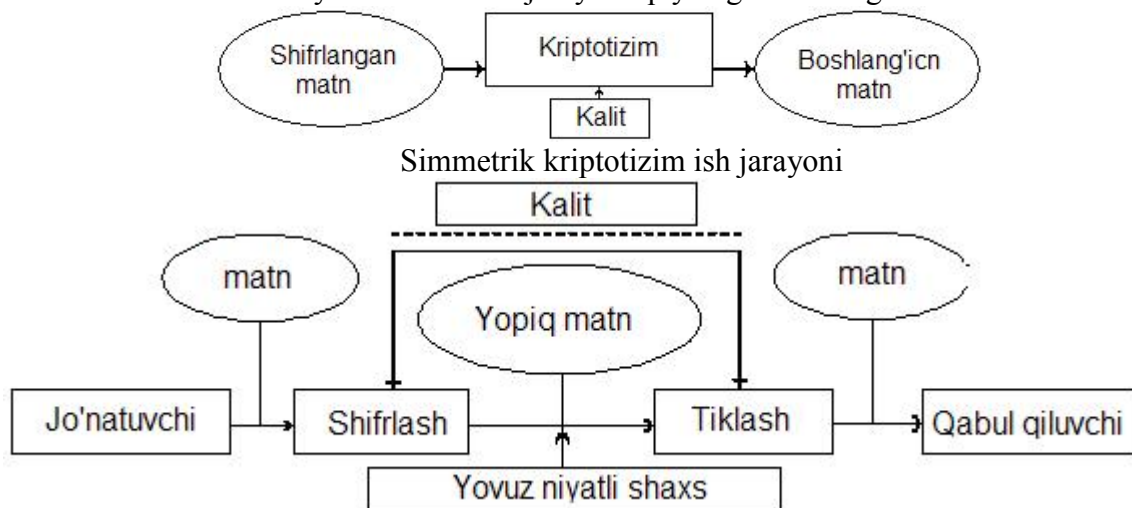 Shifrlangan
matn
Kriptotizim
Boshlang'icn
matn
Kalit
Simmetrik kriptotizim ish jarayoni
Kalit
matn
matn
Yopiq matn
Jo'natuvchi
Shifrlash
Tiklash
Qabul qiluvchi
Yovuz niyatli shaxs